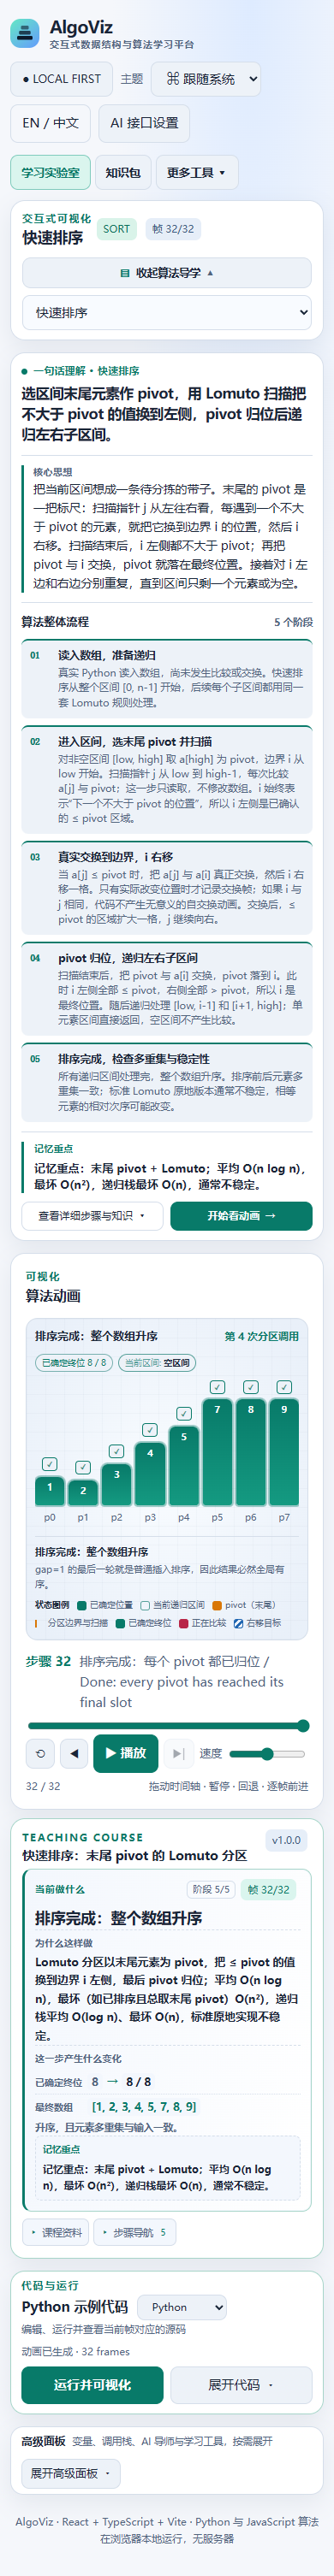 AlgoViz
交互式数据结构与算法学习平台
● LOCAL FIRST 主题 ⌘ 跟随系统
EN / 中文 AI 接口设置
学习实验室 知识包 更多工具 ▼
交互式可视化
快速排序 SORT 帧 32/32
▤ 收起算法导学 ▲
快速排序
● 一句话理解 · 快速排序
选区间末尾元素作 pivot，用 Lomuto 扫描把
不大于 pivot 的值换到左侧，pivot 归位后递
归左右子区间。
核心思想
把当前区间想成一条待分拣的带子。末尾的 pivot 是
一把标尺：扫描指针 j 从左往右看，每遇到一个不大
于 pivot 的元素，就把它换到边界 i 的位置，然后 i
右移。扫描结束后，i 左侧都不大于 pivot；再把
pivot 与 i 交换，pivot 就落在最终位置。接着对 i 左
边和右边分别重复，直到区间只剩一个元素或为空。
算法整体流程 5 个阶段
01 读入数组，准备递归
真实 Python 读入数组，尚未发生比较或交换。快速排
序从整个区间 [0, n-1] 开始，后续每个子区间都用同一
套 Lomuto 规则处理。
02 进入区间，选末尾 pivot 并扫描
对非空区间 [low, high] 取 a[high] 为 pivot，边界 i 从
low 开始。扫描指针 j 从 low 到 high-1，每次比较
a[j] 与 pivot；这一步只读取，不修改数组。i 始终表
示“下一个不大于 pivot 的位置”，所以 i 左侧是已确认
的 ≤ pivot 区域。
03 真实交换到边界，i 右移
当 a[j] ≤ pivot 时，把 a[j] 与 a[i] 真正交换，然后 i 右
移一格。只有实际改变位置时才记录交换帧；如果 i 与
j 相同，代码不产生无意义的自交换动画。交换后，≤
pivot 的区域扩大一格，j 继续向右。
04 pivot 归位，递归左右子区间
扫描结束后，把 pivot 与 a[i] 交换，pivot 落到 i。此
时 i 左侧全部 ≤ pivot，右侧全部 > pivot，所以 i 是
最终位置。随后递归处理 [low, i-1] 和 [i+1, high]；单
元素区间直接返回，空区间不产生比较。
05 排序完成，检查多重集与稳定性
所有递归区间处理完，整个数组升序。排序前后元素多
重集一致；标准 Lomuto 原地版本通常不稳定，相等
元素的相对次序可能改变。
记忆重点
记忆重点：末尾 pivot + Lomuto；平均 O(n log n)，
最坏 O(n²)，递归栈最坏 O(n)，通常不稳定。
查看详细步骤与知识 ▼ 开始看动画 →
可视化
算法动画
排序完成：整个数组升序 第 4 次分区调用
已确定终位 8 / 8 当前区间: 空区间
✓ ✓ ✓ ✓ ✓ ✓ ✓ ✓
1 2 3 4 5 7 8 9
p0 p1 p2 p3 p4 p5 p6 p7
排序完成：整个数组升序
gap=1 的最后一轮就是普通插入排序，因此结果必然全局有
序。
状态图例 已确定位置 当前递归区间 pivot（末尾）
分区边界与扫描 已确定终位 正在比较 右移目标
步骤 32 排序完成：每个 pivot 都已归位 /
Done: every pivot has reached its
final slot
▶ 播放 速度
32 / 32 拖动时间轴 · 暂停 · 回退 · 逐帧前进
TEACHING COURSE v1.0.0
快速排序：末尾 pivot 的 Lomuto 分区
当前做什么 阶段 5/5 帧 32/32
排序完成：整个数组升序
为什么这样做
Lomuto 分区以末尾元素为 pivot，把 ≤ pivot 的值
换到边界 i 左侧，最后 pivot 归位；平均 O(n log
n)，最坏（如已排序且总取末尾 pivot）O(n²)，递归
栈平均 O(log n)、最坏 O(n)，标准原地实现不稳
定。
这一步产生什么变化
已确定终位 8 → 8 / 8
最终数组 [1, 2, 3, 4, 5, 7, 8, 9]
升序，且元素多重集与输入一致。
记忆重点
记忆重点：末尾 pivot + Lomuto；平均 O(n log
n)，最坏 O(n²)，递归栈最坏 O(n)，通常不稳定。
课程资料 步骤导航 5
代码与运行
Python 示例代码 Python
编辑、运行并查看当前帧对应的源码
动画已生成 · 32 frames
运行并可视化 展开代码
高级面板 变量、调用栈、AI 导师与学习工具，按需展开
展开高级面板
AlgoViz · React + TypeScript + Vite · Python 与 JavaScript 算法
在浏览器本地运行，无服务器